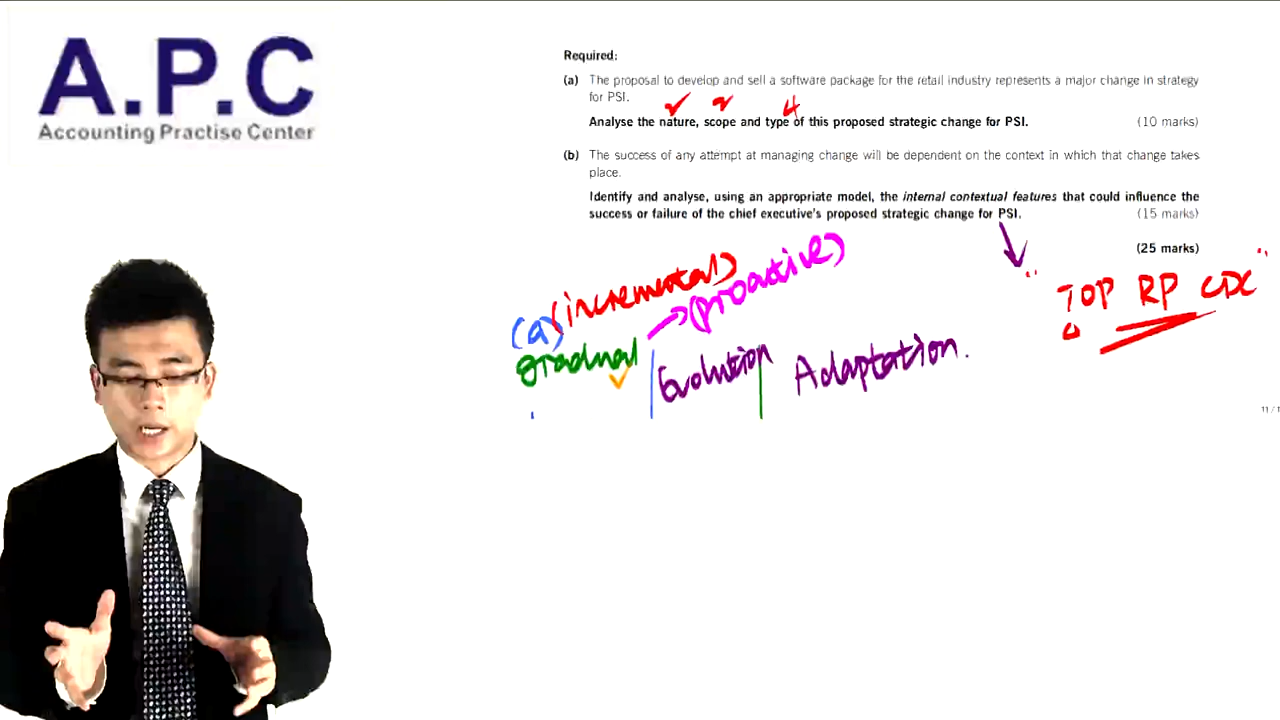 A.P.C
Accounting Practise Center
Required:
(a) The proposal to develop and sell a software package for the retail industry represents a major change in strategy
for PSI.
Analyse the nature, scope and type of this proposed strategic change for PSI. (10 marks)
(b) The success of any attempt at managing change will be dependent on the context in which that change takes
place.
Identify and analyse, using an appropriate model, the internal contextual features that could influence the
success or failure of the chief executive's proposed strategic change for PSI. (15 marks)
(25 marks)
2 2 4
" TOP RP CDC "
(a) (incremental) → (proactive)
gradual Evolution Adaptation.
11 / 1